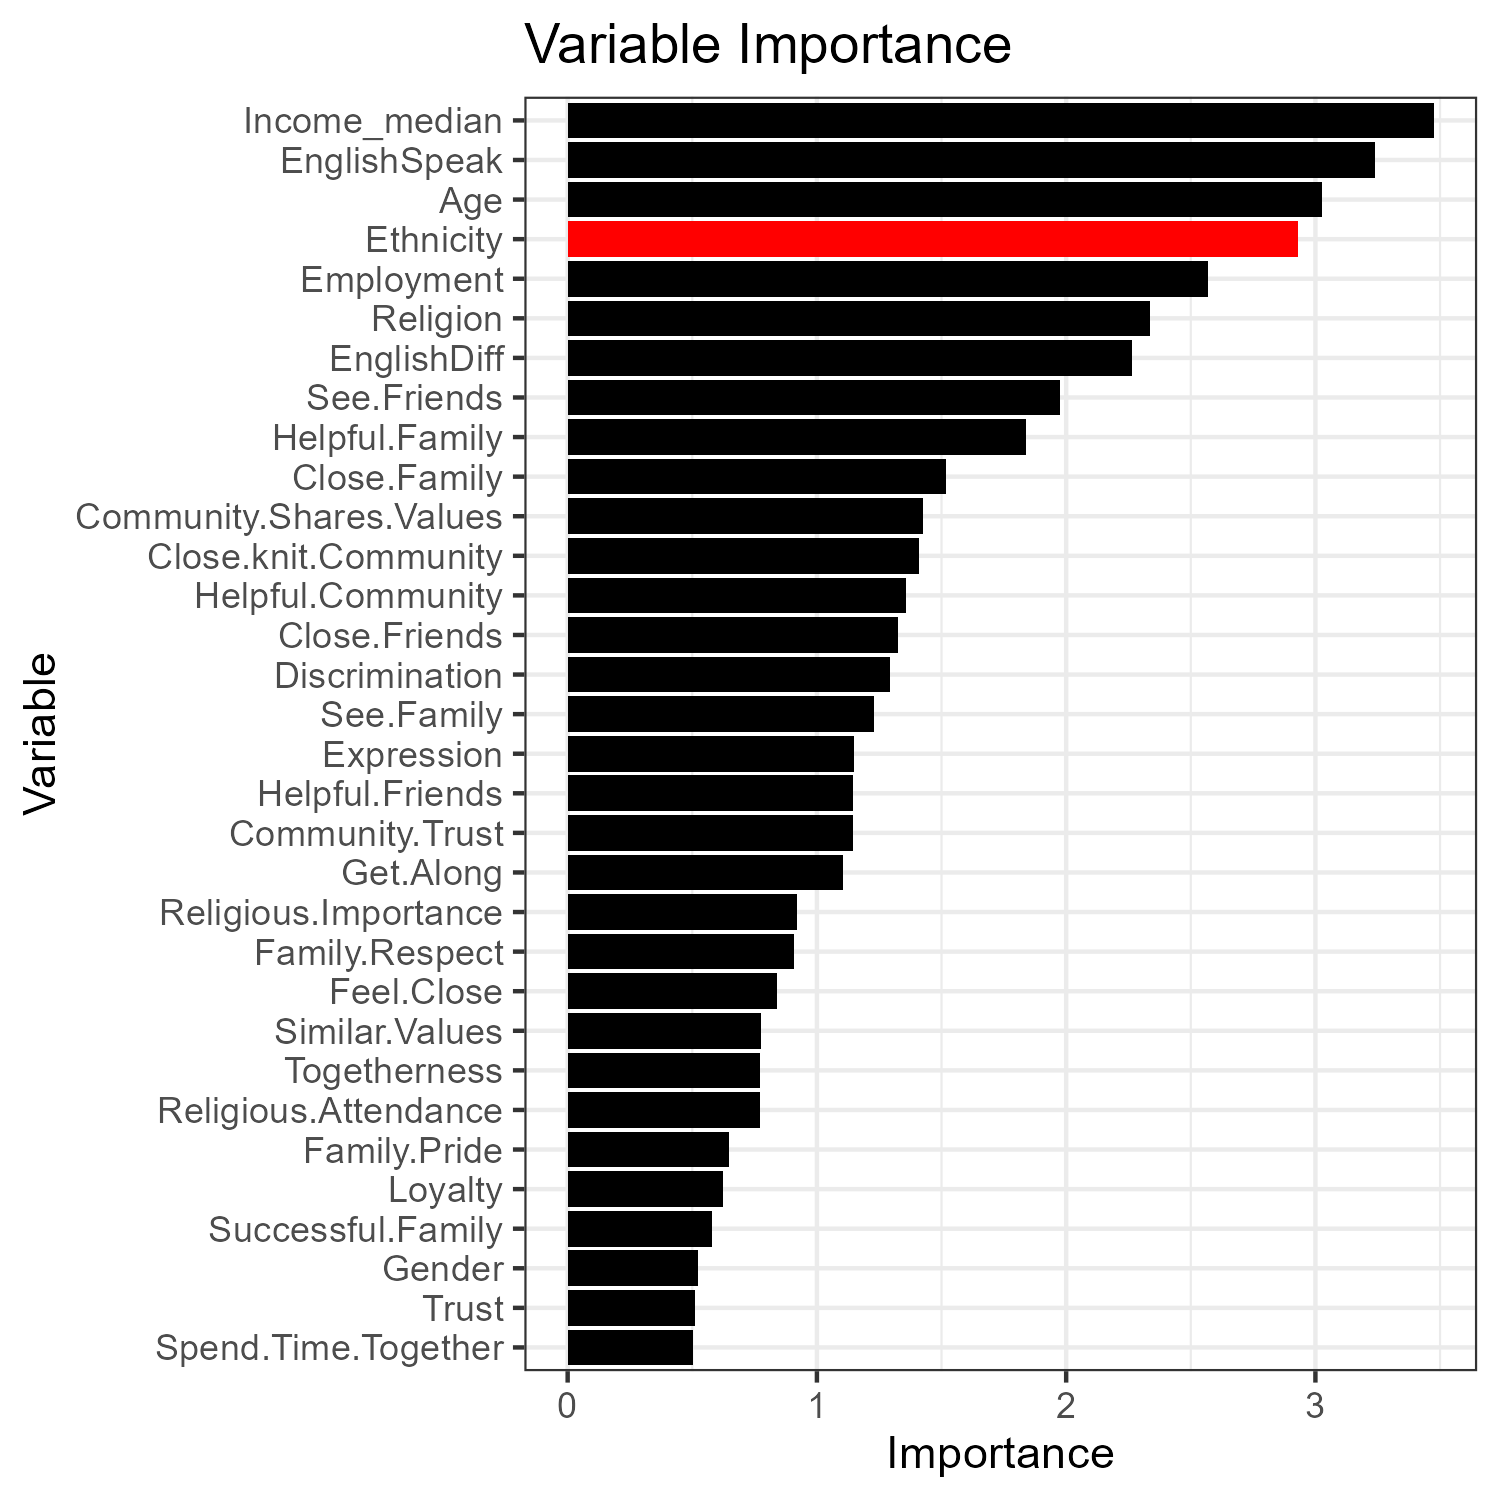 Variable Importance
Income_median
EnglishSpeak
Age
Ethnicity
Employment
Religion
EnglishDiff
See.Friends
Helpful.Family
Close.Family
Community.Shares.Values
Close.knit.Community
Helpful.Community
Close.Friends
Discrimination
See.Family
Expression
Helpful.Friends
Community.Trust
Get.Along
Religious.Importance
Family.Respect
Feel.Close
Similar.Values
Togetherness
Religious.Attendance
Family.Pride
Loyalty
Successful.Family
Gender
Trust
Spend.Time.Together
Variable
0 1 2 3
Importance